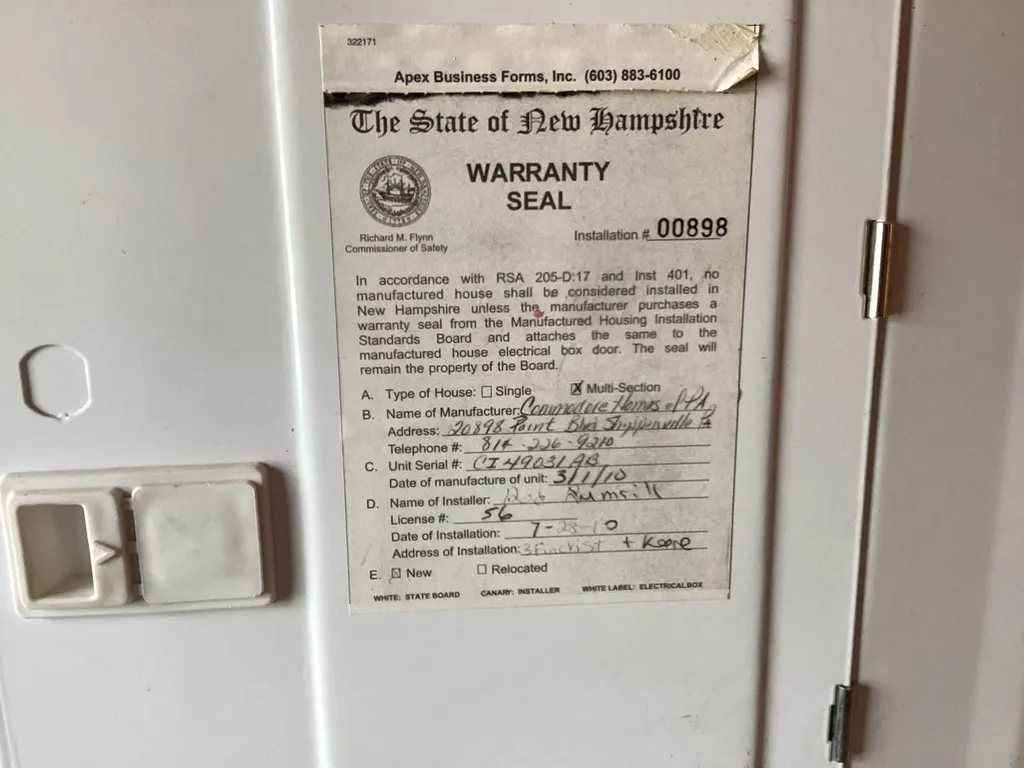 322171
Apex Business Forms, Inc. (603) 883-6100
The State of New Hampshire
WARRANTY
SEAL
Richard M. Flynn
Commissioner of Safety
Installation # 00898
In accordance with RSA 205-D:17 and Inst 401, no
manufactured house shall be considered installed in
New Hampshire unless the manufacturer purchases a
warranty seal from the Manufactured Housing Installation
Standards Board and attaches the same to the
manufactured house electrical box door. The seal will
remain the property of the Board.
A. Type of House: ☐ Single ☒ Multi-Section
B. Name of Manufacturer: Commodore Homes of PA
Address: 20898 Paint Blvd Shippenville PA
Telephone #: 814-226-9210
C. Unit Serial #: CI49031AB
Date of manufacture of unit: 3/1/10
D. Name of Installer: Rumrill
License #: 56
Date of Installation: 7-28-10
Address of Installation: St Keene
E. ☒ New ☐ Relocated
WHITE: STATE BOARD CANARY: INSTALLER WHITE LABEL: ELECTRICAL BOX